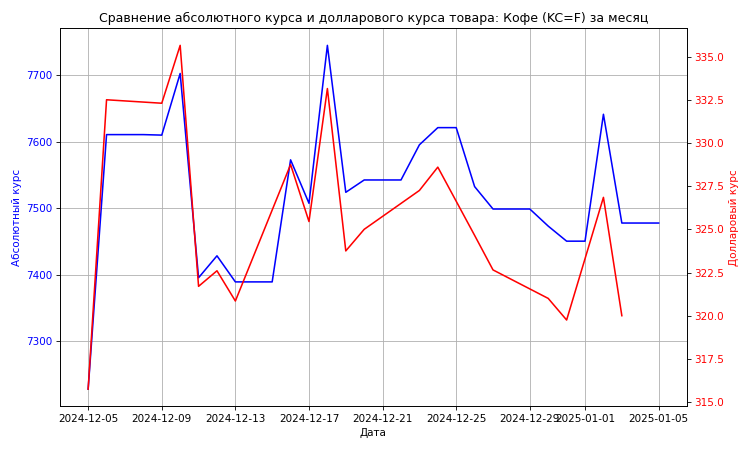 Сравнение абсолютного курса и долларового курса товара: Кофе (KC=F) за месяц
Абсолютный курс
7700
7600
7500
7400
7300
335.0
332.5
330.0
327.5
325.0
322.5
320.0
317.5
315.0
Долларовый курс
2024-12-05 2024-12-09 2024-12-13 2024-12-17 2024-12-21 2024-12-25 2024-12-29 2025-01-01 2025-01-05
Дата